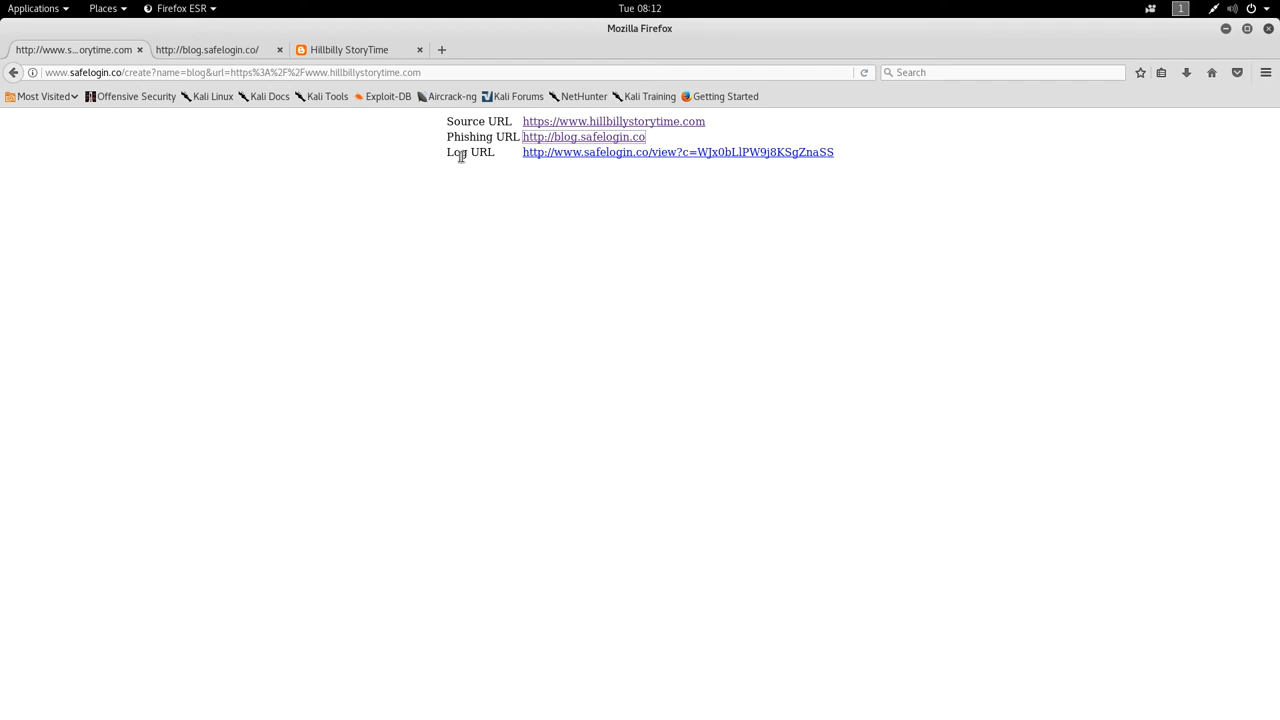 Applications Places Firefox ESR Tue 08:12 1
Mozilla Firefox
http://www.s...orytime.com http://blog.safelogin.co/ Hillbilly StoryTime
www.safelogin.co/create?name=blog&url=https%3A%2F%2Fwww.hillbillystorytime.com Search
Most Visited Offensive Security Kali Linux Kali Docs Kali Tools Exploit-DB Aircrack-ng Kali Forums NetHunter Kali Training Getting Started
Source URL https://www.hillbillystorytime.com
Phishing URL http://blog.safelogin.co
Log URL http://www.safelogin.co/view?c=WJx0bLlPW9j8KSgZnaSS